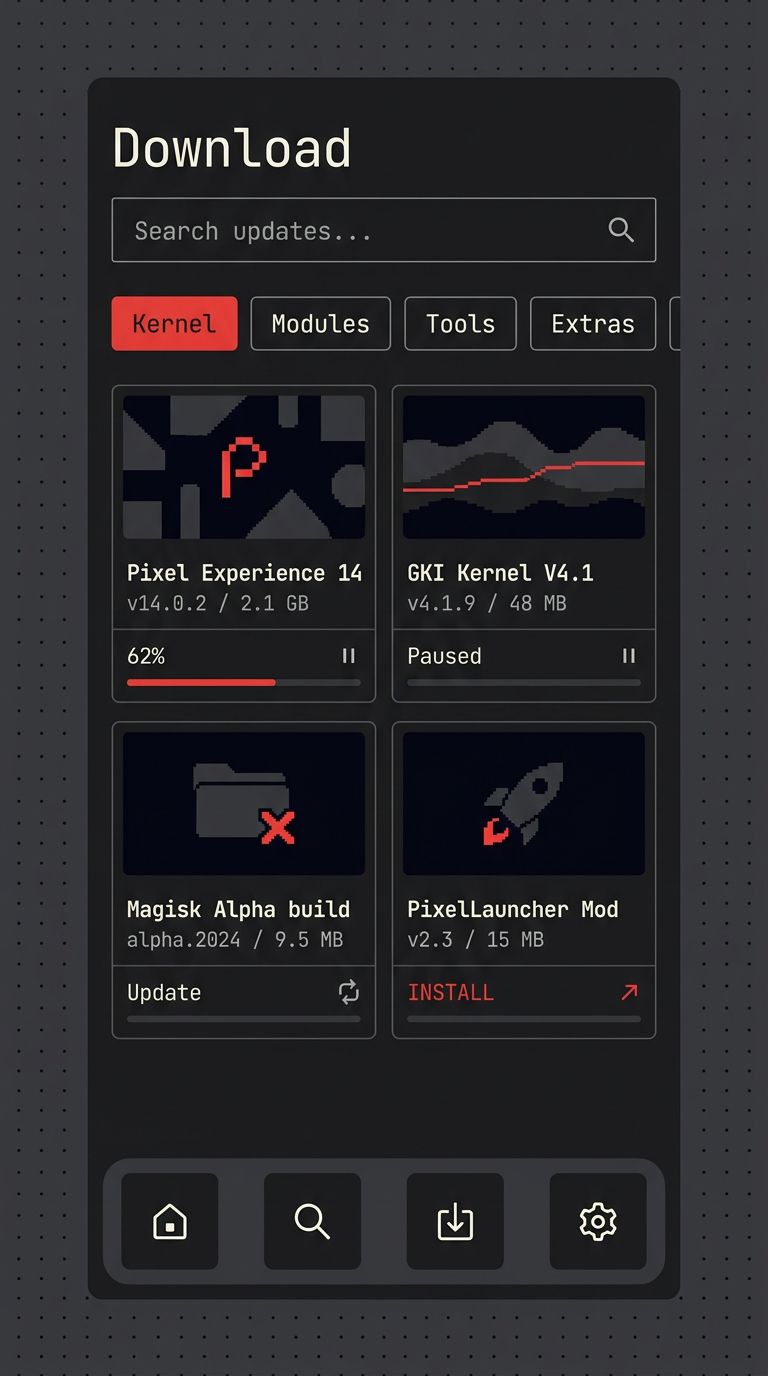 Download
Search updates...
Kernel Modules Tools Extras
Pixel Experience 14
v14.0.2 / 2.1 GB
62%
GKI Kernel V4.1
v4.1.9 / 48 MB
Paused
Magisk Alpha build
alpha.2024 / 9.5 MB
Update
PixelLauncher Mod
v2.3 / 15 MB
INSTALL